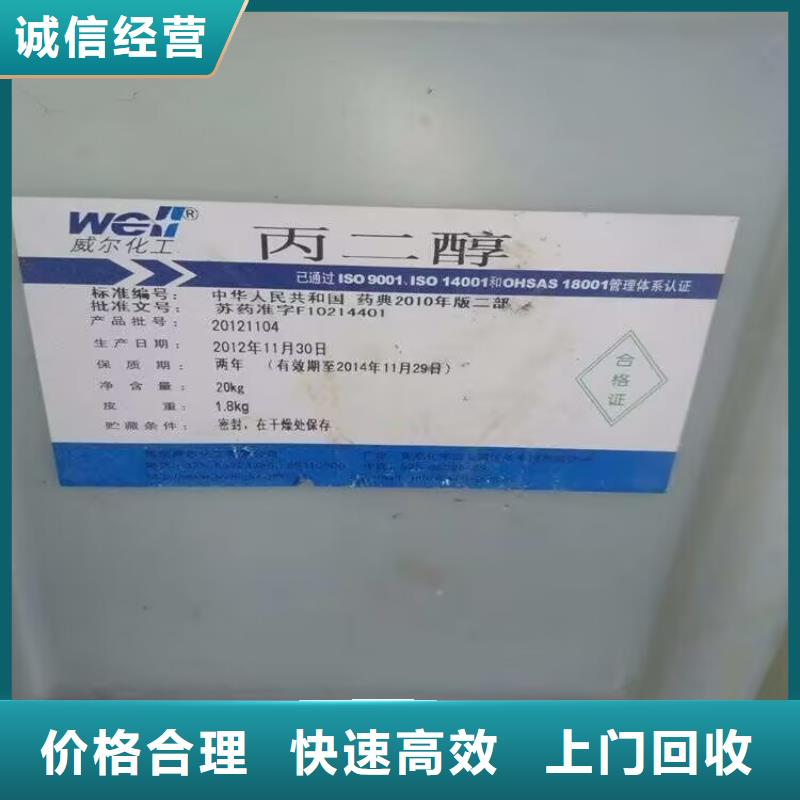 诚信经营
Well®
威尔化工
丙二醇
已通过ISO 9001、ISO 14001和OHSAS 18001管理体系认证
标准编号: 中华人民共和国 药典2010年版二部
批准文号: 苏药准字F10214401
产品批号: 20121104
生产日期: 2012年11月30日
保质期: 两年 (有效期至2014年11月29日)
净含量: 20kg
皮重: 1.8kg
贮藏条件: 密封,在干燥处保存
合格证
价格合理 快速高效 上门回收